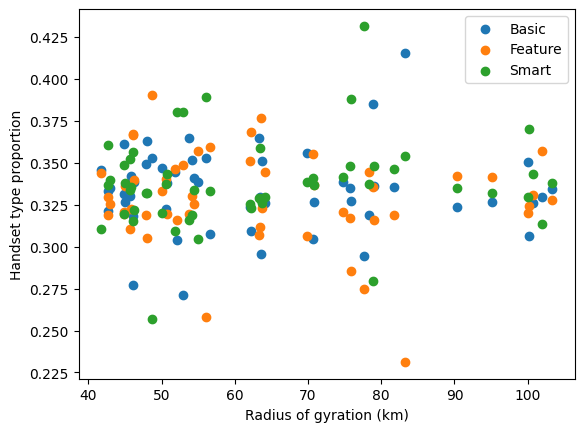 0.425
0.400
0.375
0.350
0.325
0.300
0.275
0.250
0.225
Handset type proportion
Basic
Feature
Smart
40 50 60 70 80 90 100
Radius of gyration (km)